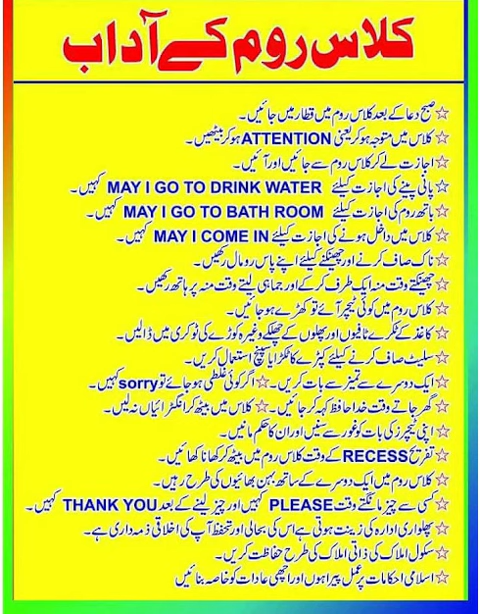 کلاس روم کے آداب
☆صبح دعا کے بعد کلاس روم میں قطار میں جائیں۔
☆کلاس میں متوجہ ہو کر یعنی ATTENTION ہو کر بیٹھیں۔
☆اجازت لے کر کلاس روم سے جائیں اور آئیں۔
☆پانی پینے کی اجازت کیلئے MAY I GO TO DRINK WATER کہیں۔
☆باتھ روم کی اجازت کیلئے MAY I GO TO BATH ROOM کہیں۔
☆کلاس میں داخل ہونے کی اجازت کیلئے MAY I COME IN کہیں۔
☆ناک صاف کرنے اور چھینکنے کیلئے اپنے پاس رومال رکھیں۔
☆چھینکتے وقت منہ ایک طرف کر کے اور جماہی لیتے وقت منہ پر ہاتھ رکھیں۔
☆کلاس روم میں کوئی ٹیچر آئے تو کھڑے ہو جائیں۔
☆کاغذ کے ٹکڑے ٹافیوں اور پھلوں کے چھلکے وغیرہ کوڑے کی ٹوکری میں ڈالیں۔
☆سلیٹ صاف کرنے کیلئے کپڑے کا ٹکڑا یا سپنج استعمال کریں۔
☆ایک دوسرے سے تمیز سے بات کریں۔☆اگر کوئی غلطی ہو جائے تو sorry کہیں۔
☆گھر جاتے وقت خدا حافظ کہہ کر جائیں۔☆کلاس میں بیٹھ کر انگڑائیاں نہ لیں۔
☆اپنی ٹیچرز کی بات کو غور سے سنیں اور ان کا حکم مانیں۔
☆تفریح RECESS کے وقت کلاس روم میں بیٹھ کر کھانا کھائیں۔
☆کلاس روم میں ایک دوسرے کے ساتھ بہن بھائیوں کی طرح رہیں۔
☆کسی سے چیز مانگتے وقت PLEASE کہیں اور چیز لینے کے بعد THANK YOU کہیں۔
☆پھلواری ادارہ کی زینت ہوتی ہے اس کی بحالی اور تحفظ آپ کی اخلاقی ذمہ داری ہے۔
☆سکول املاک کی ذاتی املاک کی طرح حفاظت کریں۔
☆اسلامی احکامات پر عمل پیرا ہوں اور اچھی عادات کو خاصہ بنائیں